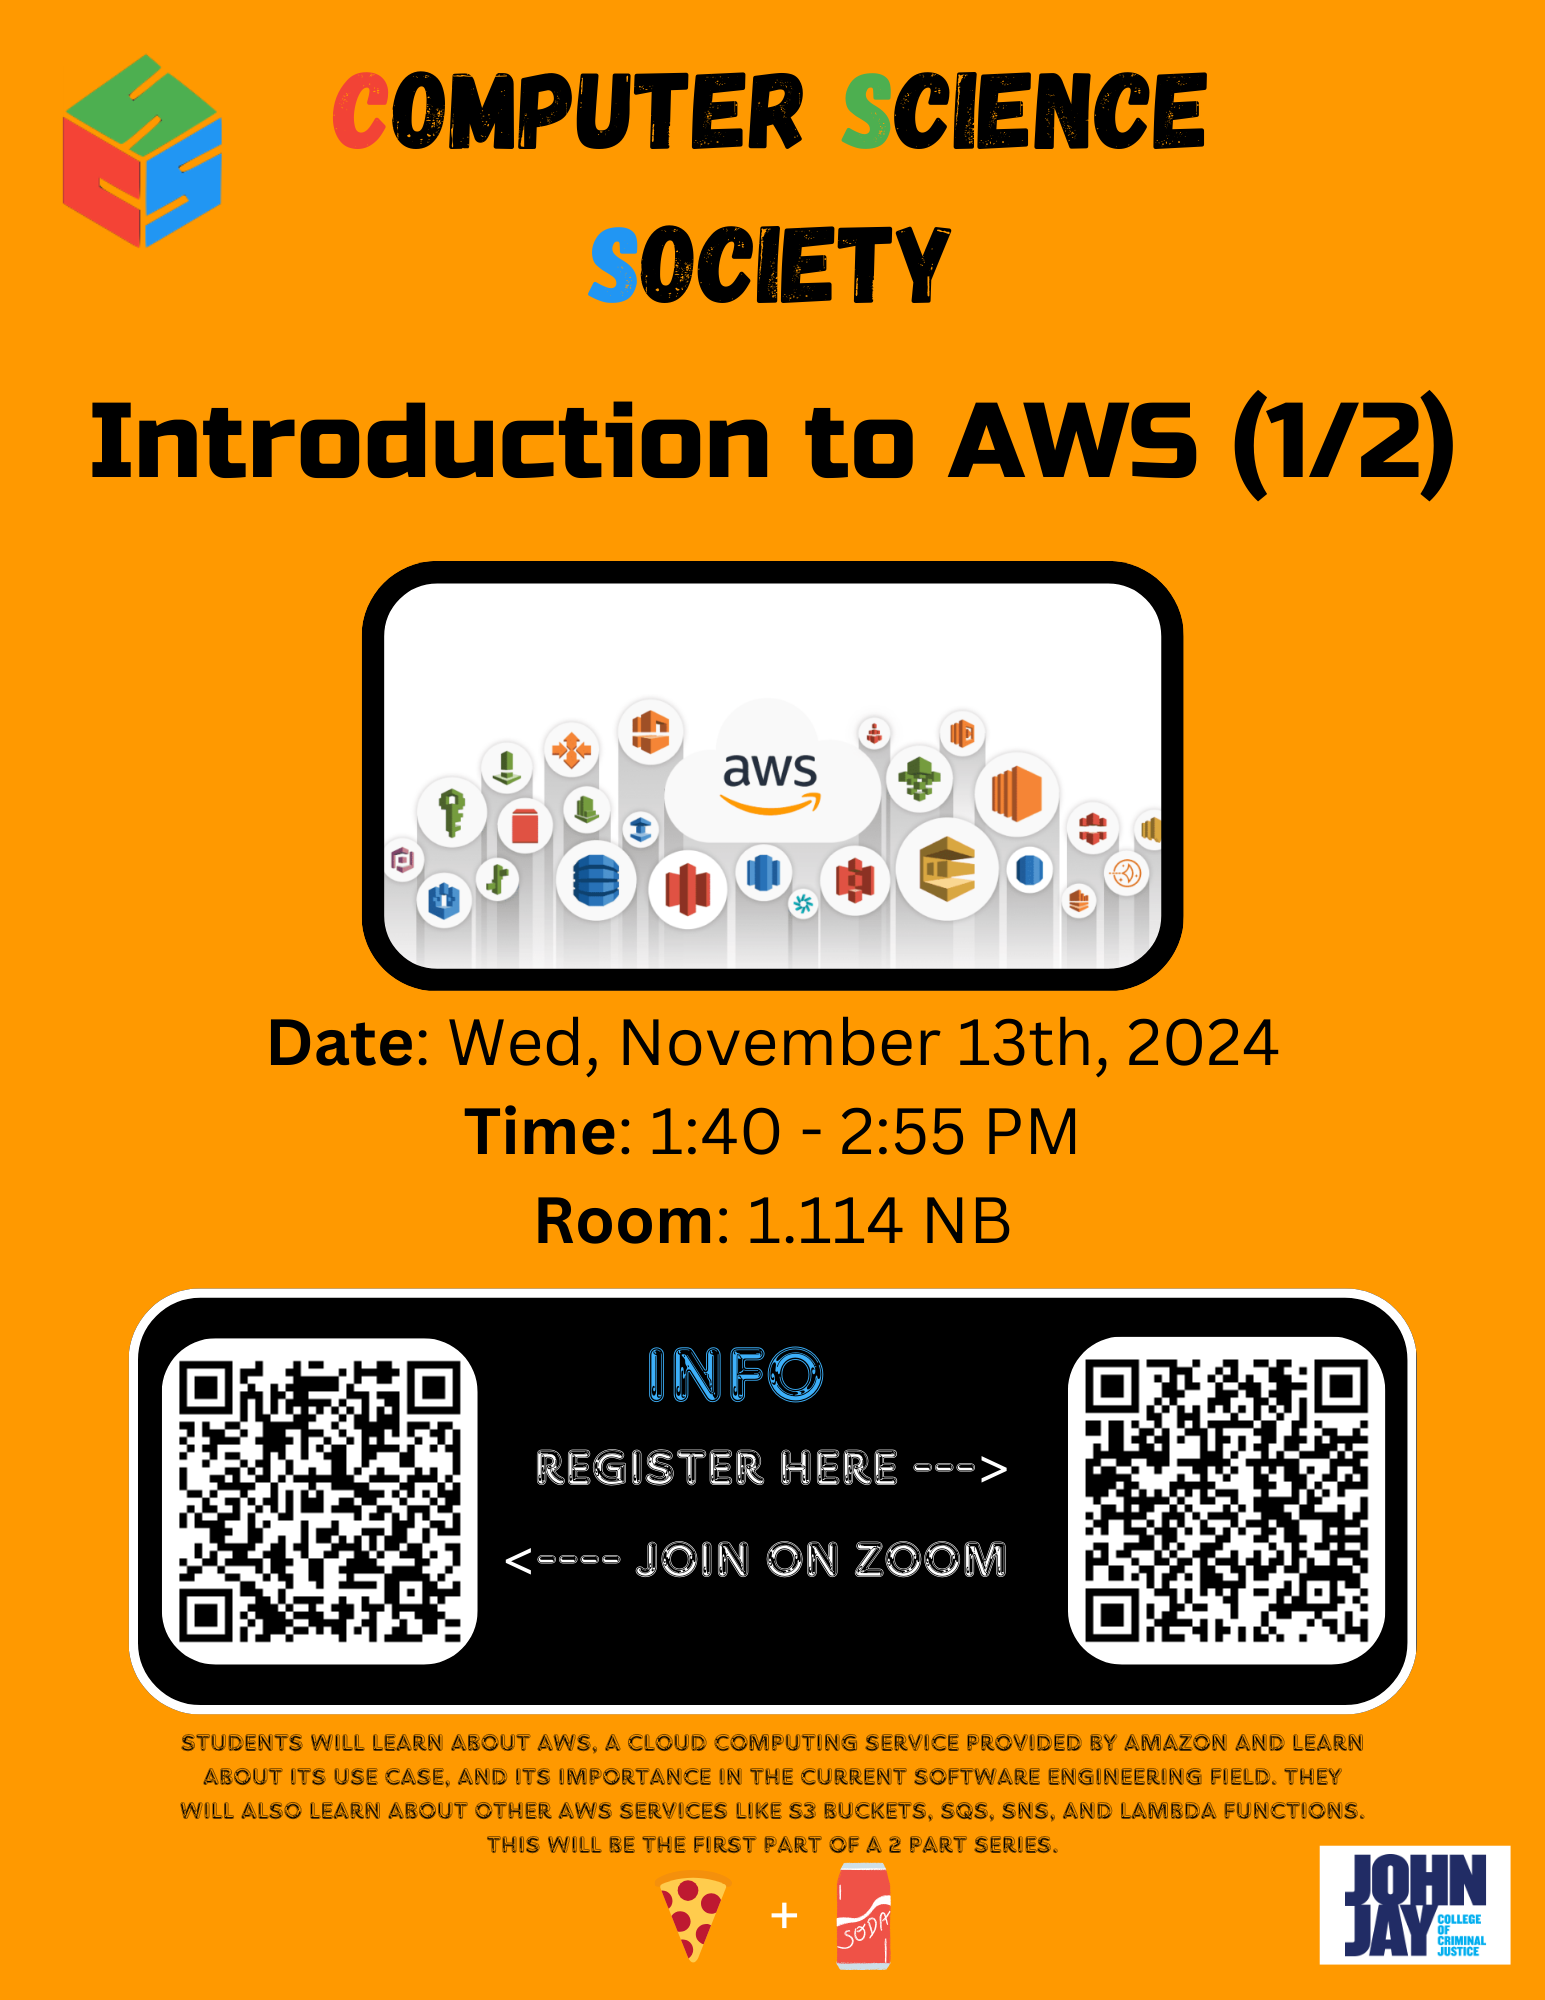 COMPUTER SCIENCE
SOCIETY
Introduction to AWS (1/2)
aws
Date: Wed, November 13th, 2024
Time: 1:40 - 2:55 PM
Room: 1.114 NB
INFO
REGISTER HERE --->
<---- JOIN ON ZOOM
STUDENTS WILL LEARN ABOUT AWS, A CLOUD COMPUTING SERVICE PROVIDED BY AMAZON AND LEARN
ABOUT ITS USE CASE, AND ITS IMPORTANCE IN THE CURRENT SOFTWARE ENGINEERING FIELD. THEY
WILL ALSO LEARN ABOUT OTHER AWS SERVICES LIKE S3 BUCKETS, SQS, SNS, AND LAMBDA FUNCTIONS.
THIS WILL BE THE FIRST PART OF A 2 PART SERIES.
+
SODA
JOHN
JAY
COLLEGE
OF
CRIMINAL
JUSTICE